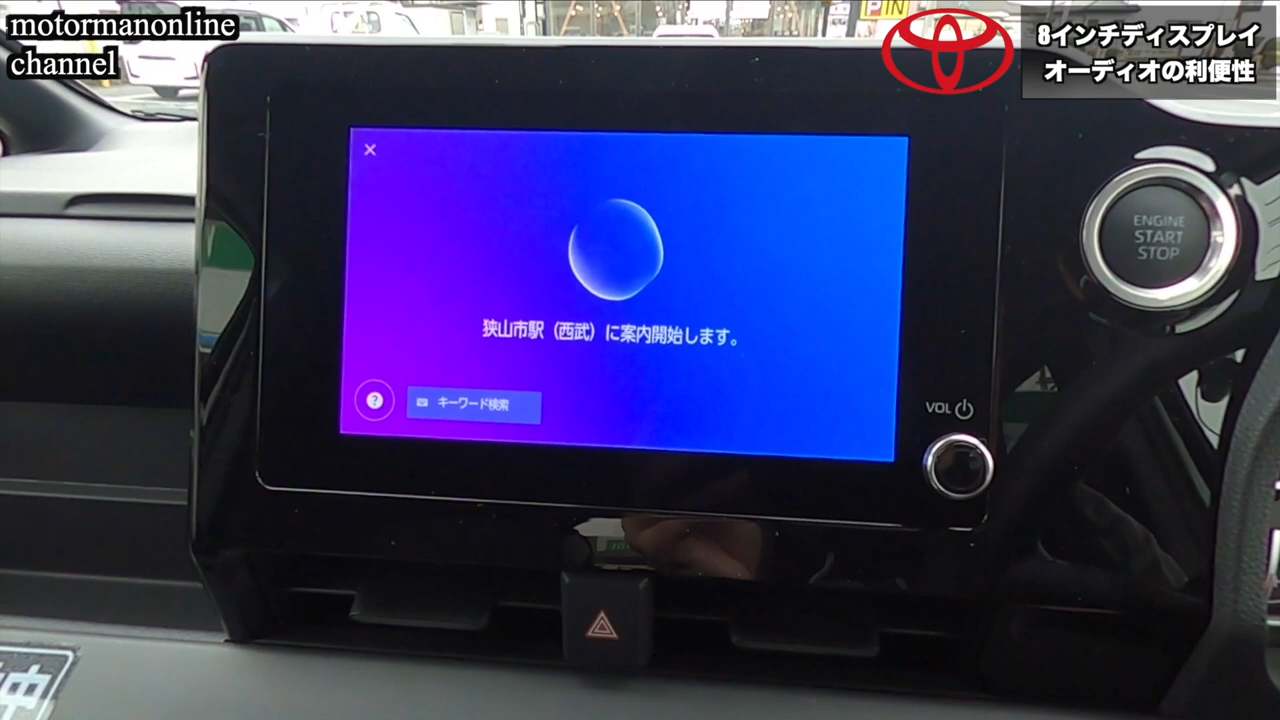 motormanonline
channel
8インチディスプレイ
オーディオの利便性
P IN
狭山市駅（西武）に案内開始します。
? キーワード検索
ENGINE
START
STOP
VOL